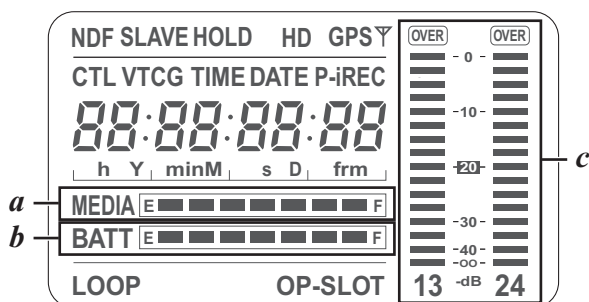 NDF SLAVE HOLD HD GPS
CTL VTCG TIME DATE P-iREC
88:88:88:88
h Y minM s D frm
a MEDIA E F
b BATT E F
LOOP OP-SLOT
OVER OVER
0
-10-
-20-
-30-
-40-
-∞-
13 -dB 24
c